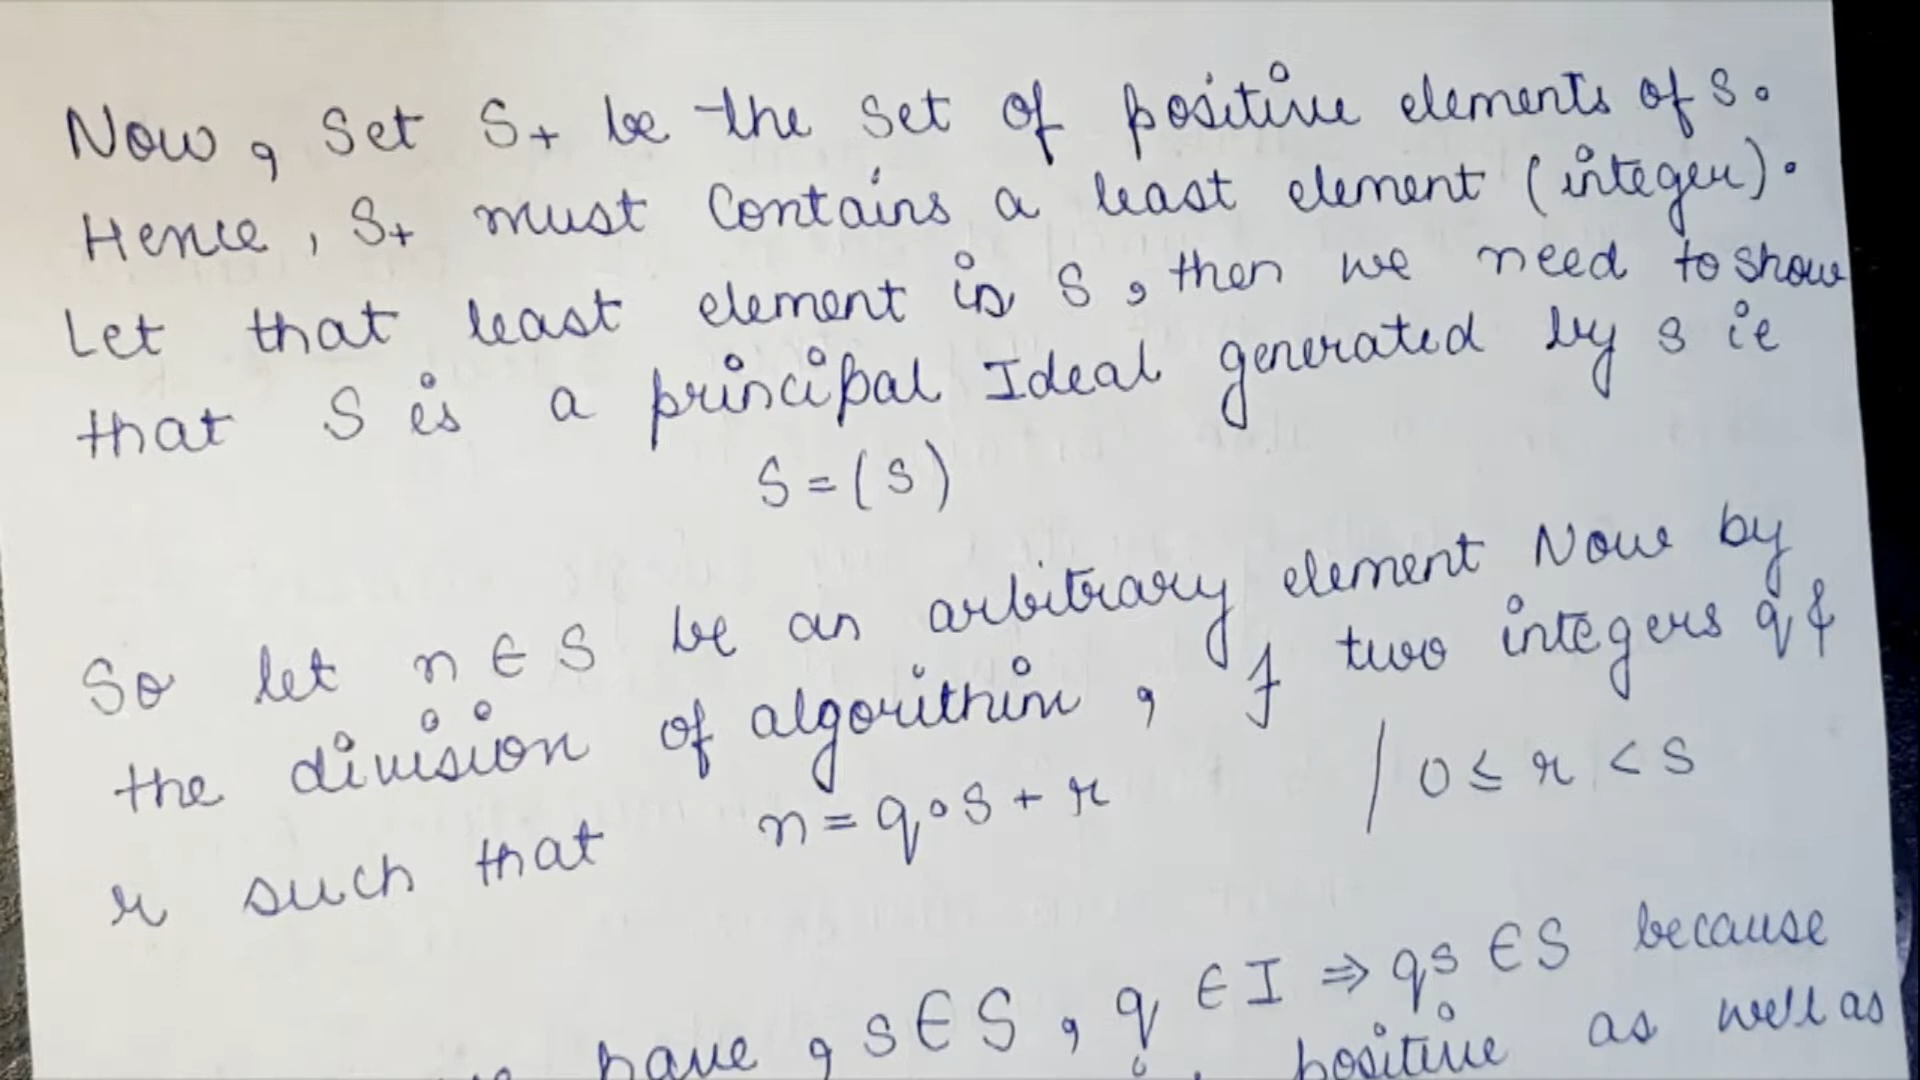 Now, Set S+ be the set of positive elements of S.
Hence, S+ must Contains a least element (integer).
Let that least element is s, then we need to show
that S is a principal Ideal generated by s ie
S = (s)
So let n ∈ S be an arbitrary element Now by
the division of algorithim, ∃ two integers q &
r such that n = q.s + r / 0 ≤ r < s
have, s ∈ S, q ∈ I ⇒ qs ∈ S because
positive as well as